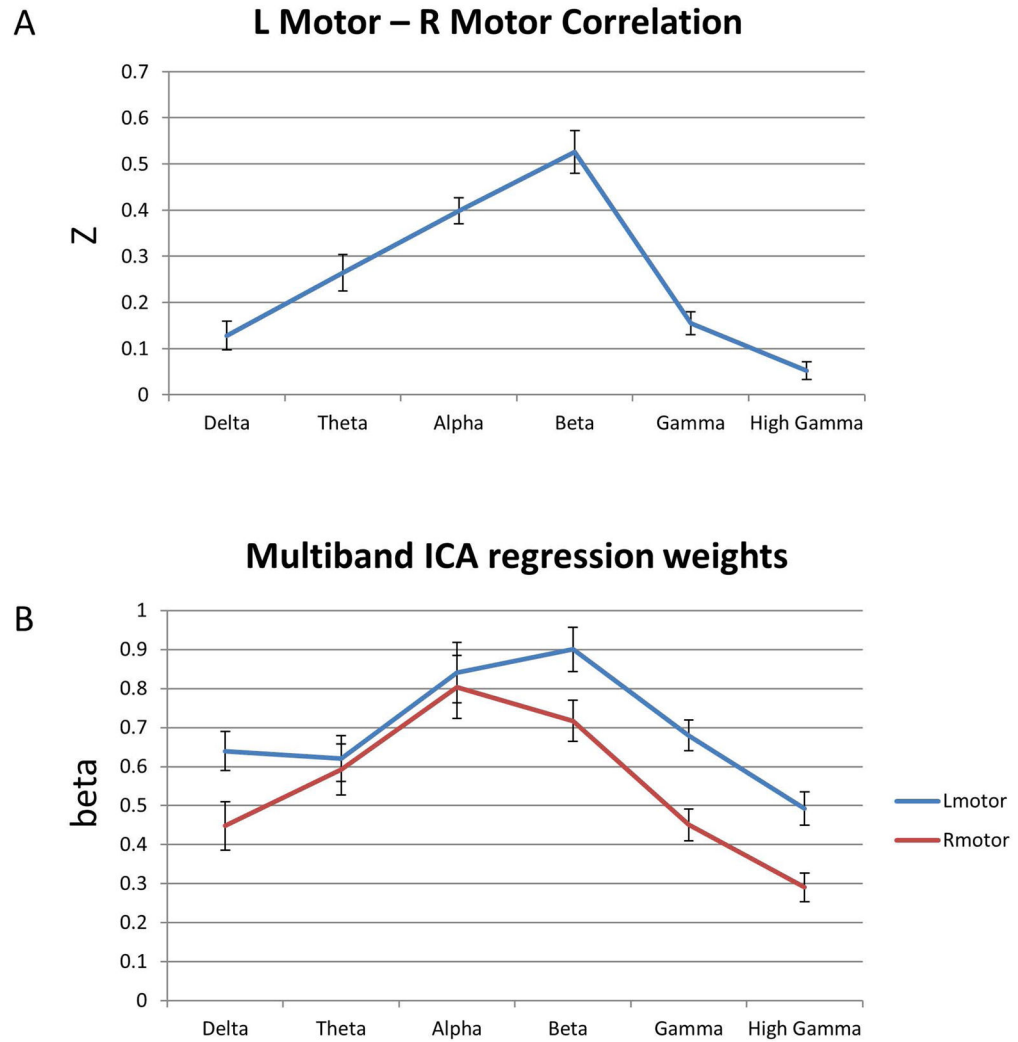 A
L Motor – R Motor Correlation
0.7
0.6
0.5
0.4
0.3
0.2
0.1
0
Z
Delta Theta Alpha Beta Gamma High Gamma
Multiband ICA regression weights
B
1
0.9
0.8
0.7
0.6
0.5
0.4
0.3
0.2
0.1
0
beta
Lmotor
Rmotor
Delta Theta Alpha Beta Gamma High Gamma